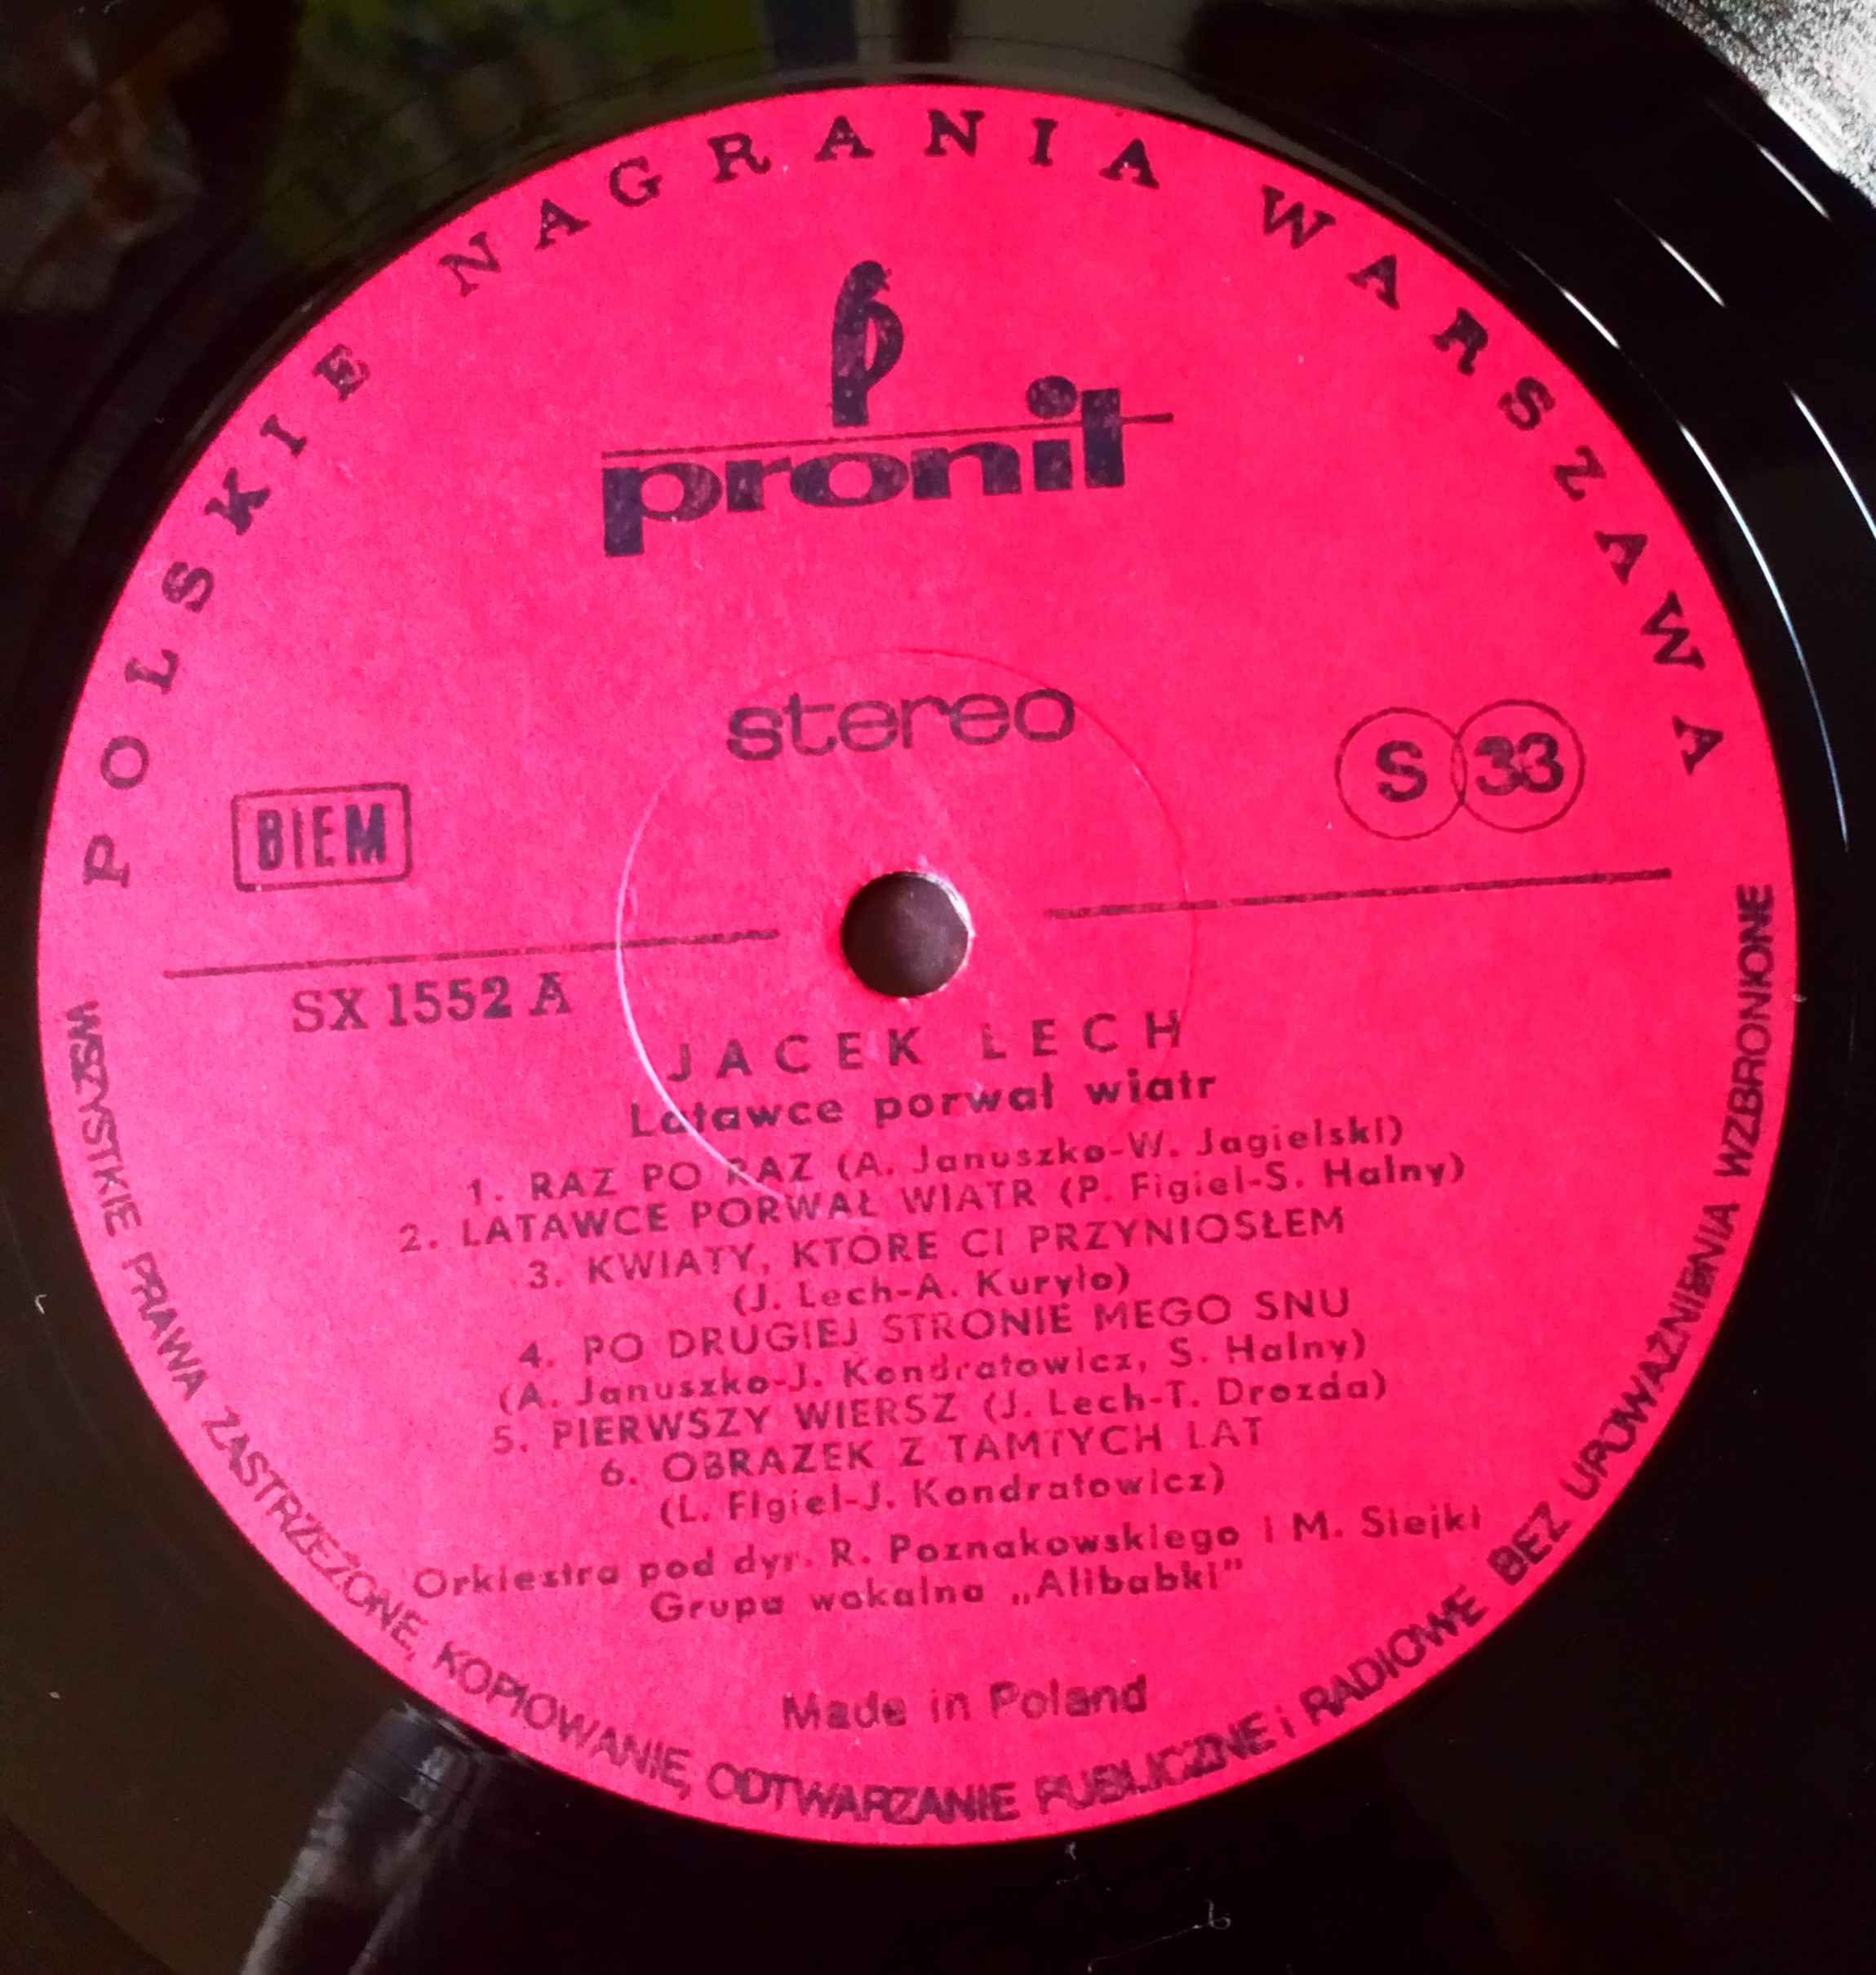 POLSKIE NAGRANIA WARSZAWA
pronit
stereo
BIEM
S 33
SX 1552 A
JACEK LECH
Latawce porwał wiatr
1. RAZ PO RAZ (A. Januszko-W. Jagielski)
2. LATAWCE PORWAŁ WIATR (P. Figiel-S. Halny)
3. KWIATY, KTÓRE CI PRZYNIOSŁEM
(J. Lech-A. Kuryło)
4. PO DRUGIEJ STRONIE MEGO SNU
(A. Januszko-J. Kondratowicz, S. Halny)
5. PIERWSZY WIERSZ (J. Lech-T. Drozda)
6. OBRAZEK Z TAMTYCH LAT
(L. Figiel-J. Kondratowicz)
Orkiestra pod dyr. R. Poznakowskiego i M. Siejki
Grupa wokalna „Alibabki"
Made in Poland
WSZYSTKIE PRAWA ZASTRZEŻONE, KOPIOWANIE, ODTWARZANIE PUBLICZNE i RADIOWE BEZ UPOWAŻNIENIA WZBRONIONE